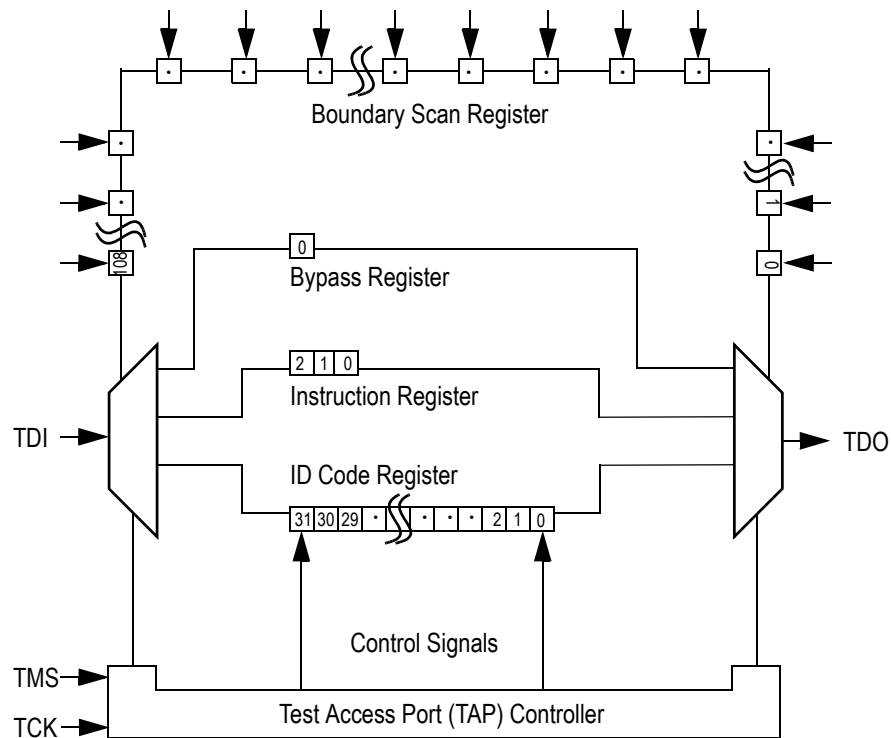 · · · · · · · ·
Boundary Scan Register
· ·
· 1
108 0
0
Bypass Register
2 1 0
Instruction Register
TDI TDO
ID Code Register
31 30 29 · · · · 2 1 0
Control Signals
TMS
Test Access Port (TAP) Controller
TCK